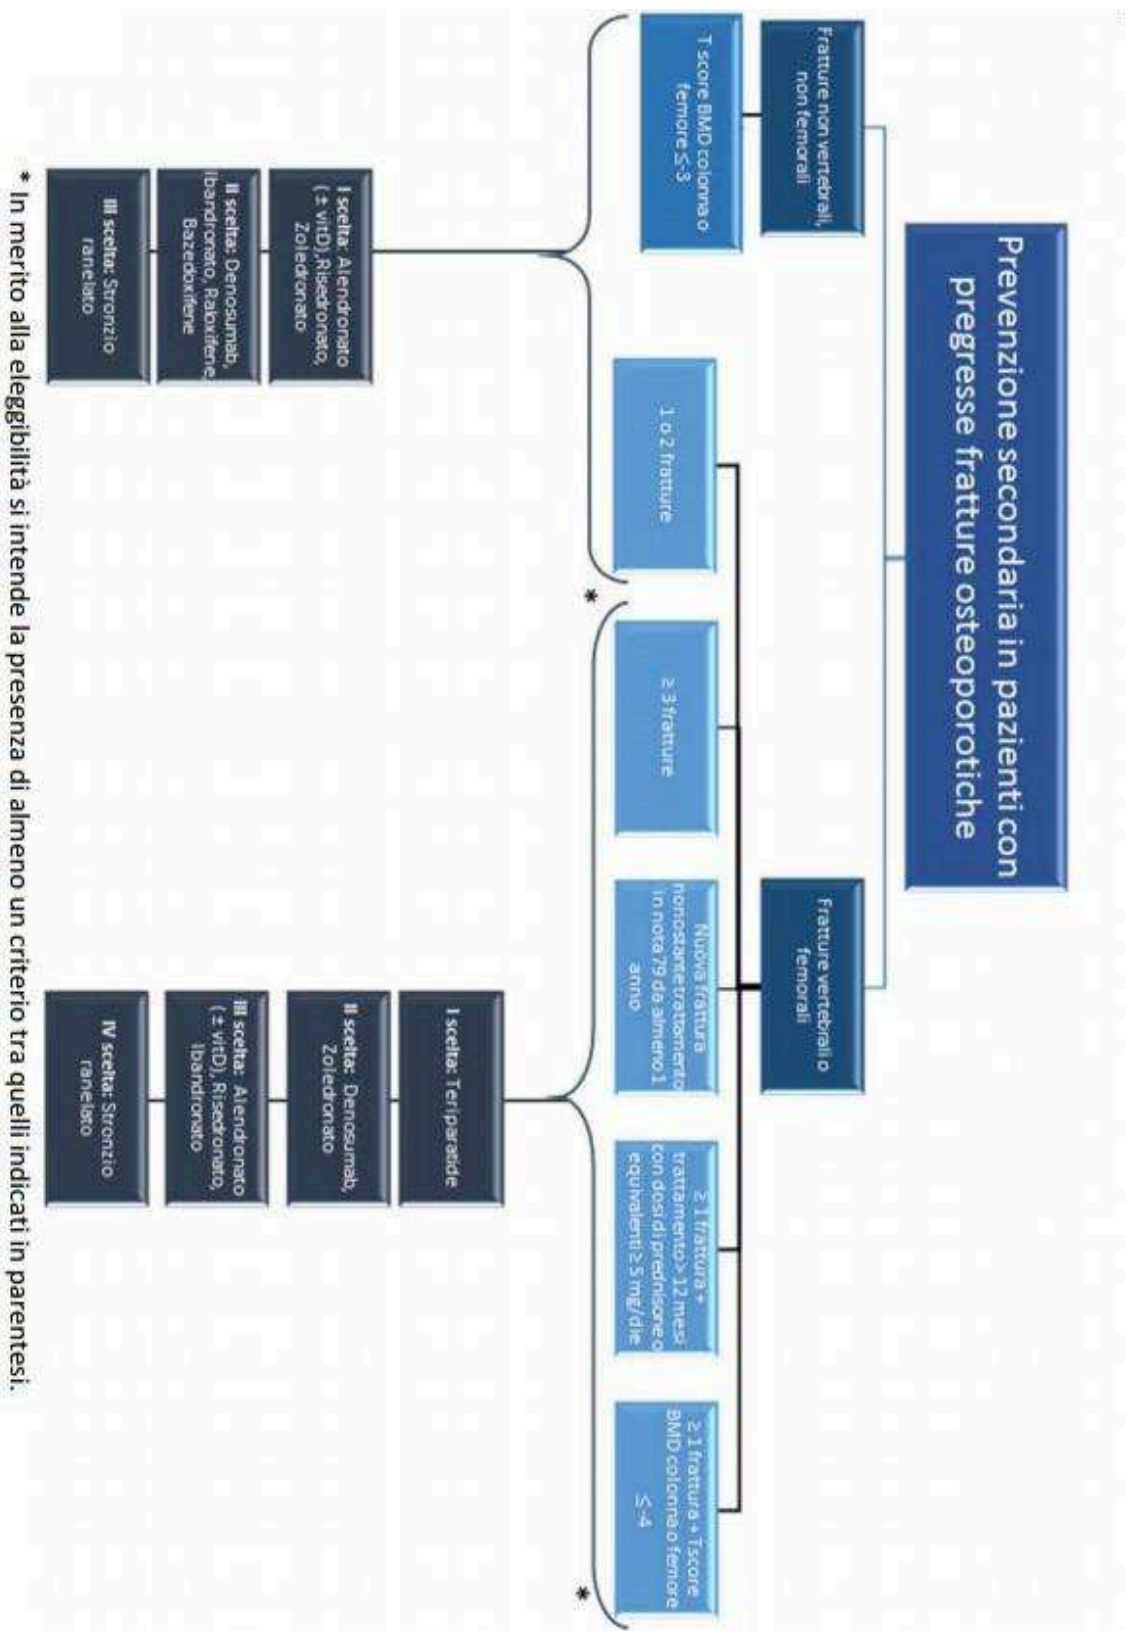 Prevenzione secondaria in pazienti con
pregresse fratture osteoporotiche
Fratture non vertebrali,
non femorali
Fratture vertebrali o
femorali
T score BMD colonna o
femore ≤-3
1 o 2 fratture
≥ 3 fratture
Nuova frattura
nonostante trattamento
in nota 79 da almeno 1
anno
≥ 1 frattura +
trattamento > 12 mesi
con dosi di prednisone o
equivalenti ≥ 5 mg/die
≥ 1 frattura + T score
BMD colonna o femore
≤-4
*
*
I scelta: Alendronato
(± vitD), Risedronato,
Zoledronato
II scelta: Denosumab,
Ibandronato, Raloxifene,
Bazedoxifene
III scelta: Stronzio
ranelato
I scelta: Teriparatide
II scelta: Denosumab,
Zoledronato
III scelta: Alendronato
(± vitD), Risedronato,
Ibandronato
IV scelta: Stronzio
ranelato
* In merito alla eleggibilità si intende la presenza di almeno un criterio tra quelli indicati in parentesi.